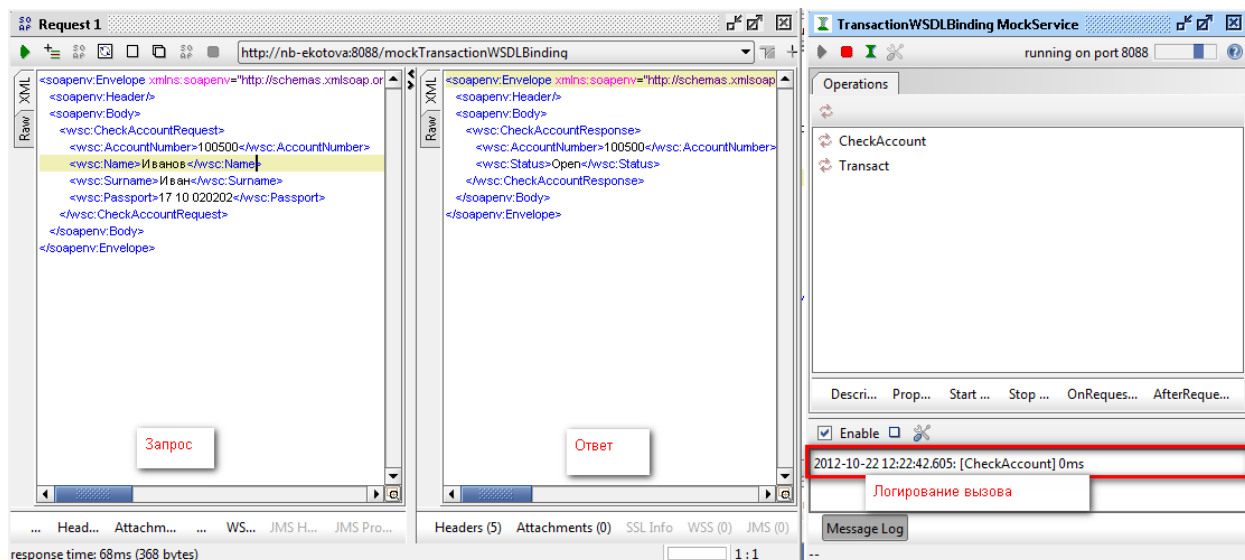 SO AP Request 1
http://nb-ekotova:8088/mockTransactionWSDLBinding
XML
Raw
<soapenv:Envelope xmlns:soapenv="http://schemas.xmlsoap.or
<soapenv:Header/>
<soapenv:Body>
<wsc:CheckAccountRequest>
<wsc:AccountNumber>100500</wsc:AccountNumber>
<wsc:Name>Иванов</wsc:Name>
<wsc:Surname>Иван</wsc:Surname>
<wsc:Passport>17 10 020202</wsc:Passport>
</wsc:CheckAccountRequest>
</soapenv:Body>
</soapenv:Envelope>
Запрос
... Head... Attachm... ... WS... JMS H... JMS Pro...
response time: 68ms (368 bytes)
XML
Raw
<soapenv:Envelope xmlns:soapenv="http://schemas.xmlsoap
<soapenv:Header/>
<soapenv:Body>
<wsc:CheckAccountResponse>
<wsc:AccountNumber>100500</wsc:AccountNumber>
<wsc:Status>Open</wsc:Status>
</wsc:CheckAccountResponse>
</soapenv:Body>
</soapenv:Envelope>
Ответ
Headers (5) Attachments (0) SSL Info WSS (0) JMS (0)
1 : 1
TransactionWSDLBinding MockService
running on port 8088
Operations
CheckAccount
Transact
Descri... Prop... Start ... Stop ... OnReques... AfterReque...
Enable
2012-10-22 12:22:42.605: [CheckAccount] 0ms
Логирование вызова
Message Log
--